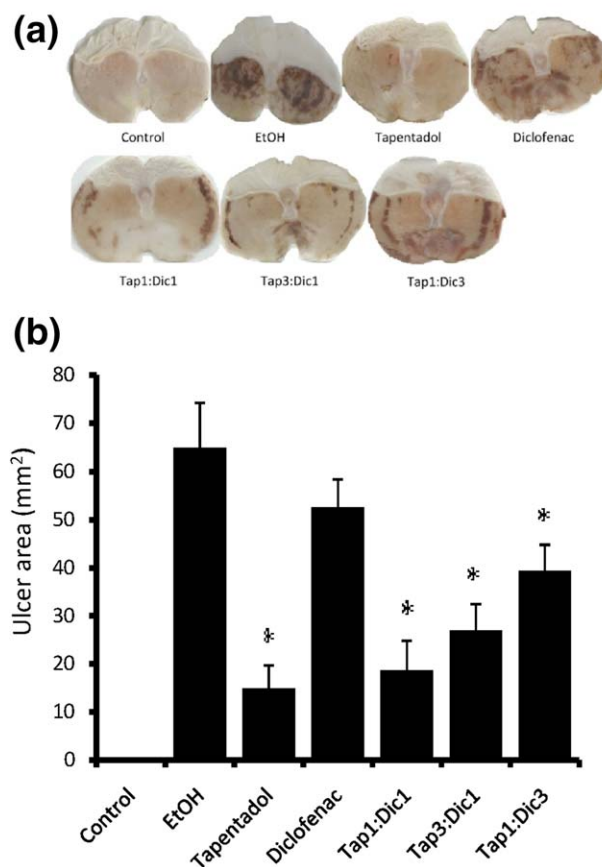 (a)
Control EtOH Tapentadol Diclofenac
Tap1:Dic1 Tap3:Dic1 Tap1:Dic3
(b)
80
70
60
50
40
30
20
10
0
Ulcer area (mm²)
*
*
*
*
Control EtOH Tapentadol Diclofenac Tap1:Dic1 Tap3:Dic1 Tap1:Dic3